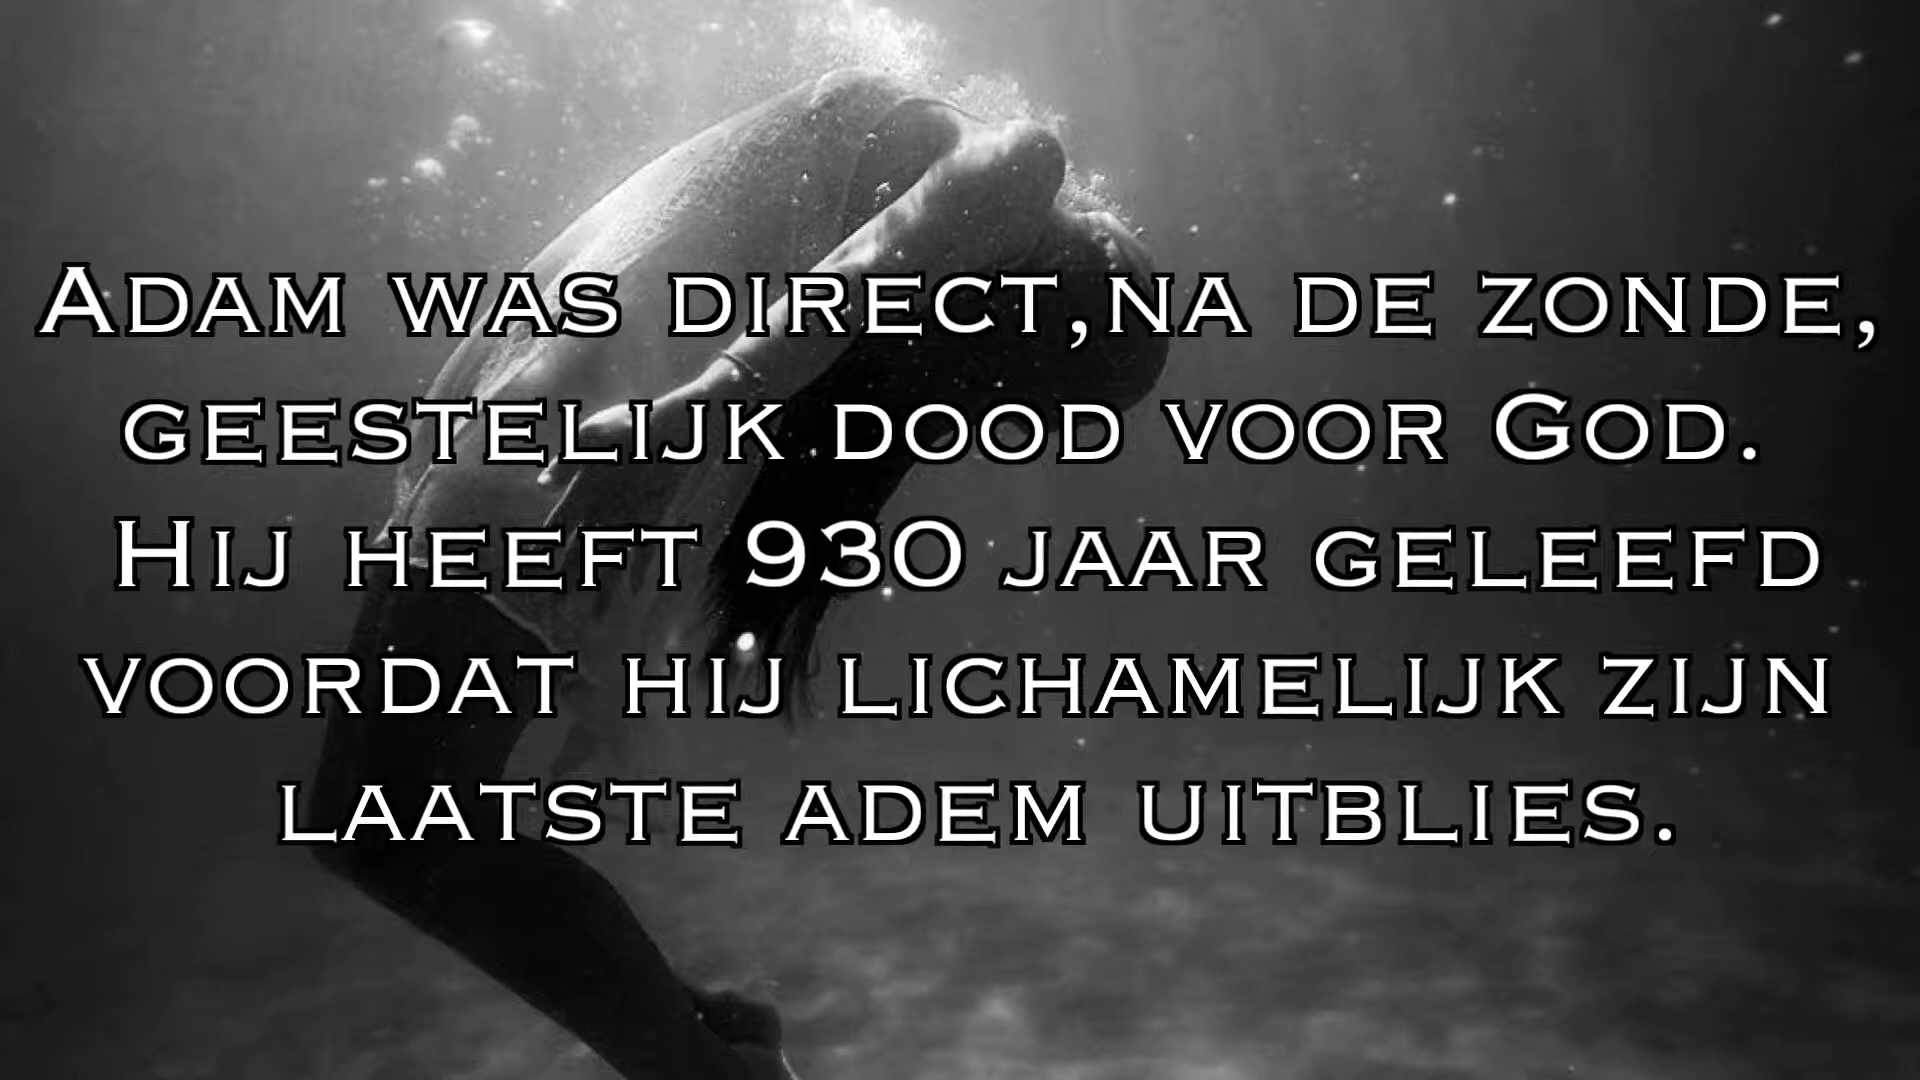 Adam was direct,na de zonde,
geestelijk dood voor God.
Hij heeft 930 jaar geleefd
voordat hij lichamelijk zijn
laatste adem uitblies.